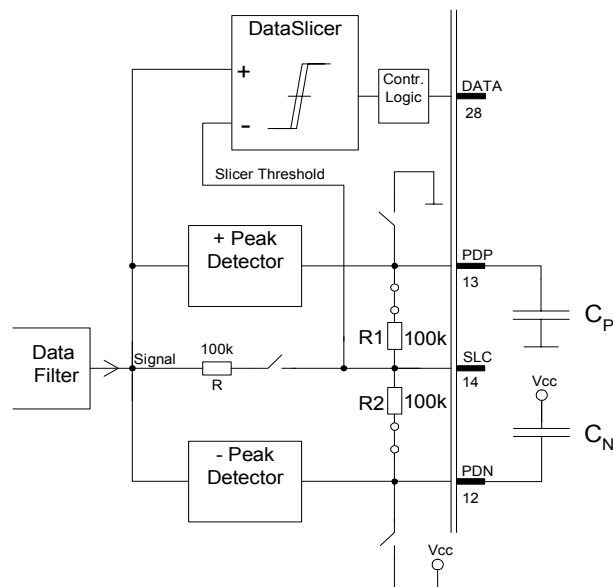 DataSlicer
+
-
Contr.
Logic
DATA
28
Slicer Threshold
+ Peak
Detector
PDP
13
C_P
R1
100k
Data
Filter
Signal
100k
R
SLC
14
R2
100k
Vcc
C_N
- Peak
Detector
PDN
12
Vcc